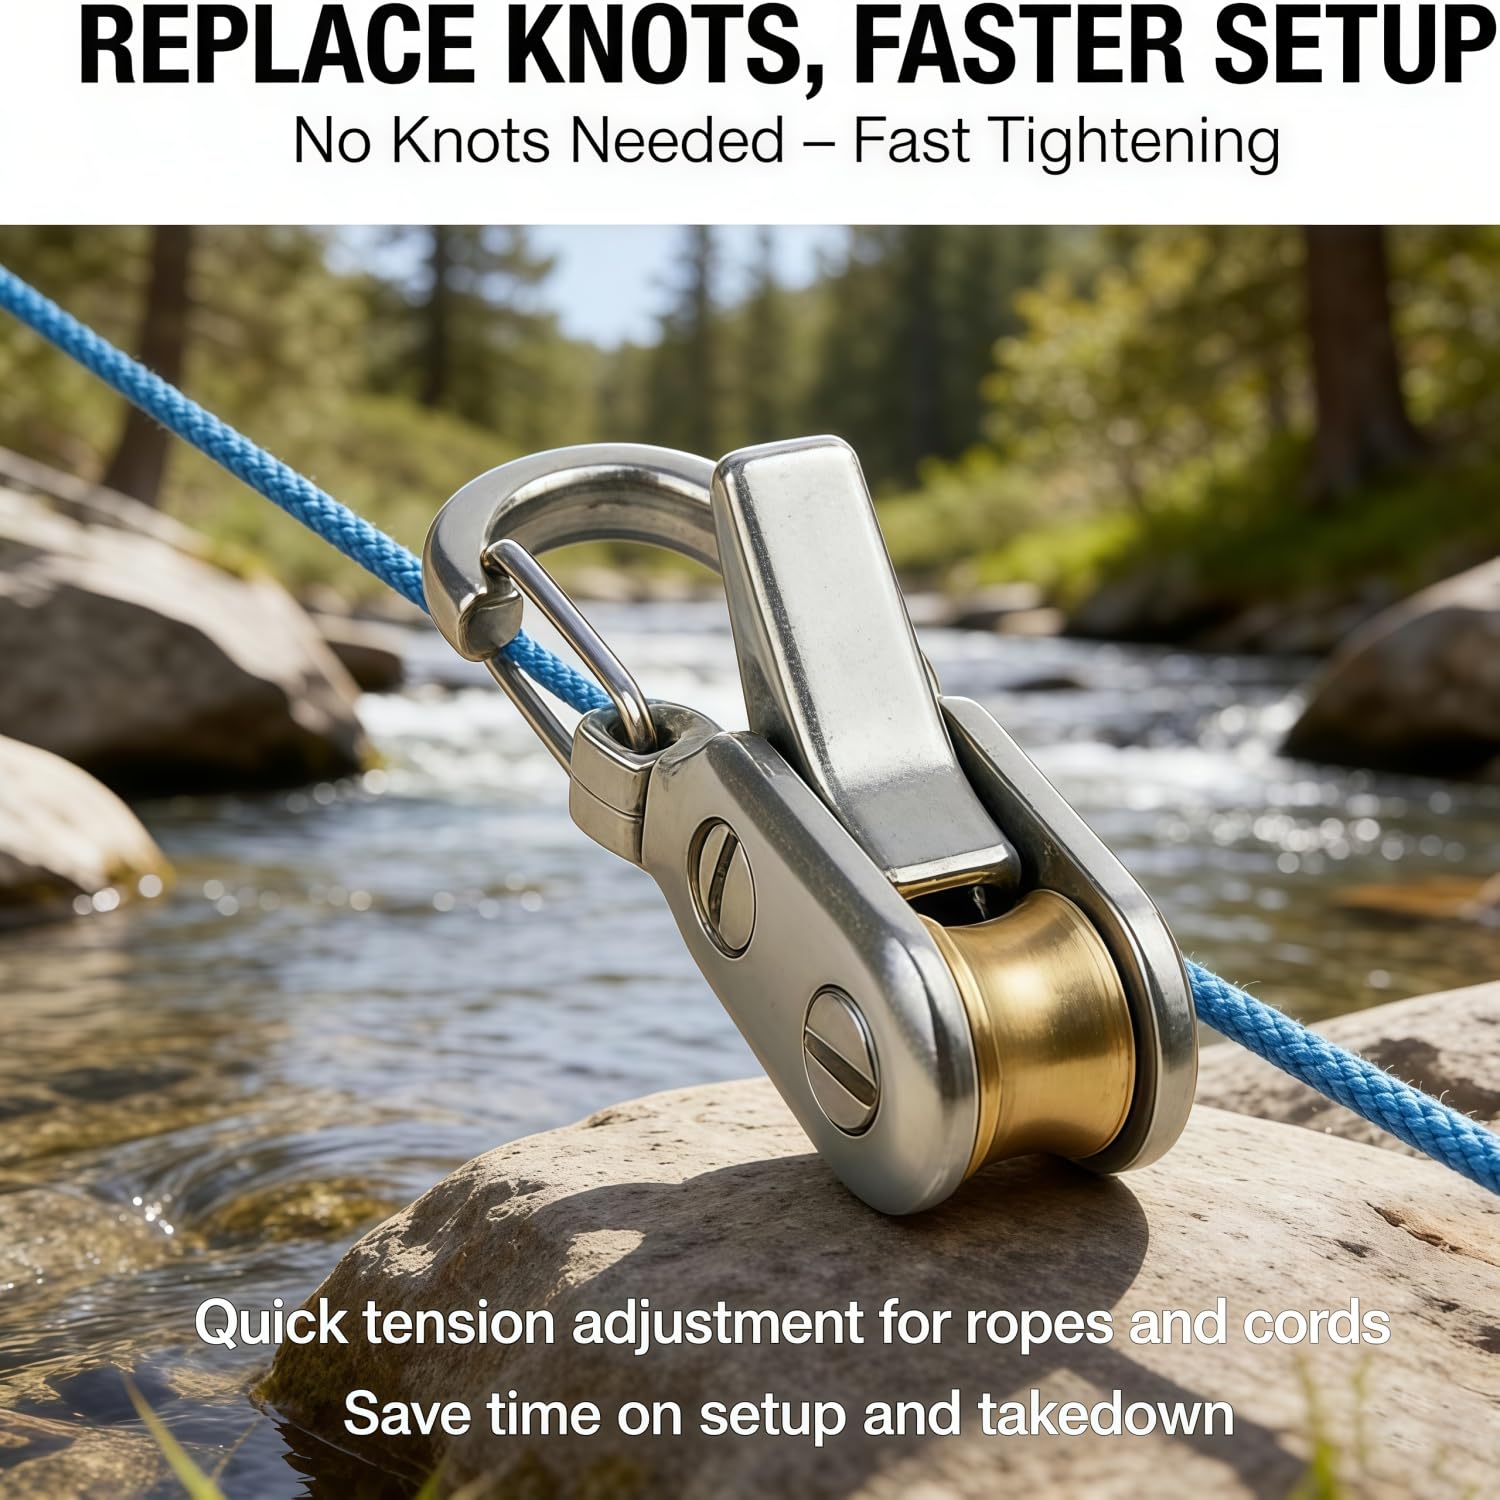 REPLACE KNOTS, FASTER SETUP
No Knots Needed – Fast Tightening
Quick tension adjustment for ropes and cords
Save time on setup and takedown